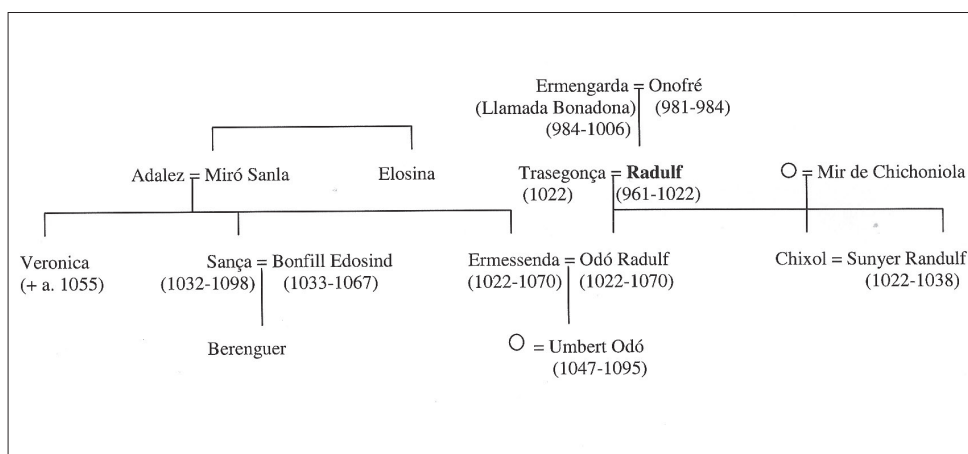 Ermengarda = Onofré
(Llamada Bonadona) (981-984)
(984-1006)
Adalez = Miró Sanla Elosina Trasegonça = Radulf O = Mir de Chichoniola
(1022) (961-1022)
Veronica Sança = Bonfill Edosind Ermessenda = Odó Radulf Chixol = Sunyer Randulf
(+ a. 1055) (1032-1098) (1033-1067) (1022-1070) (1022-1070) (1022-1038)
Berenguer O = Umbert Odó
(1047-1095)